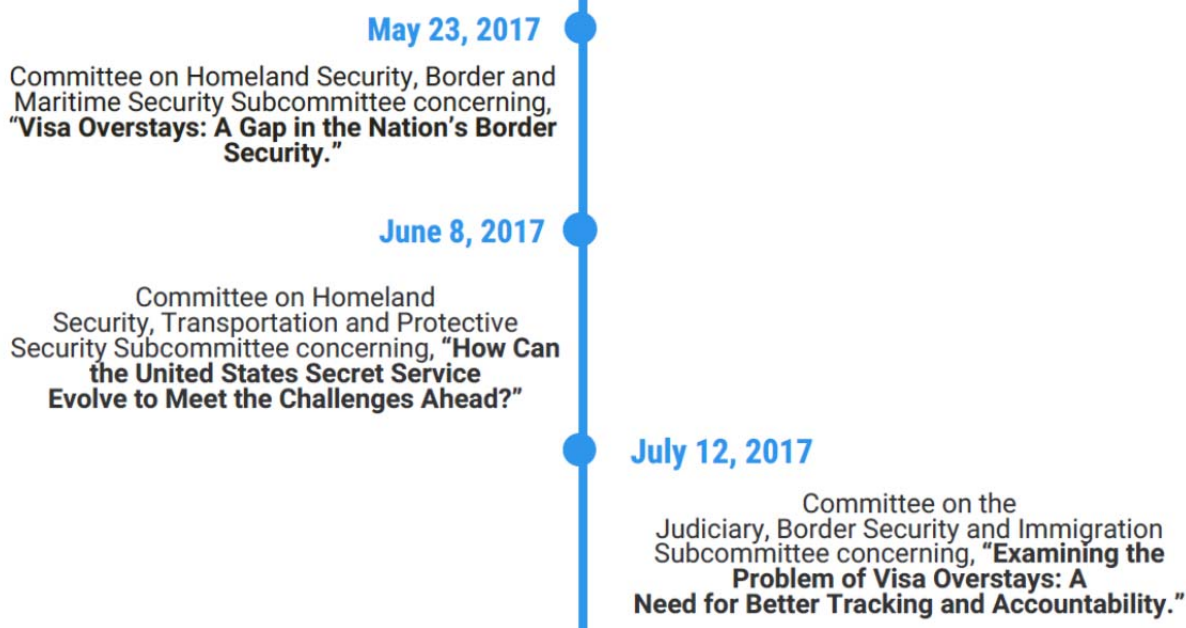 May 23, 2017
Committee on Homeland Security, Border and
Maritime Security Subcommittee concerning,
“Visa Overstays: A Gap in the Nation’s Border
Security.”
June 8, 2017
Committee on Homeland
Security, Transportation and Protective
Security Subcommittee concerning, “How Can
the United States Secret Service
Evolve to Meet the Challenges Ahead?”
July 12, 2017
Committee on the
Judiciary, Border Security and Immigration
Subcommittee concerning, “Examining the
Problem of Visa Overstays: A
Need for Better Tracking and Accountability.”